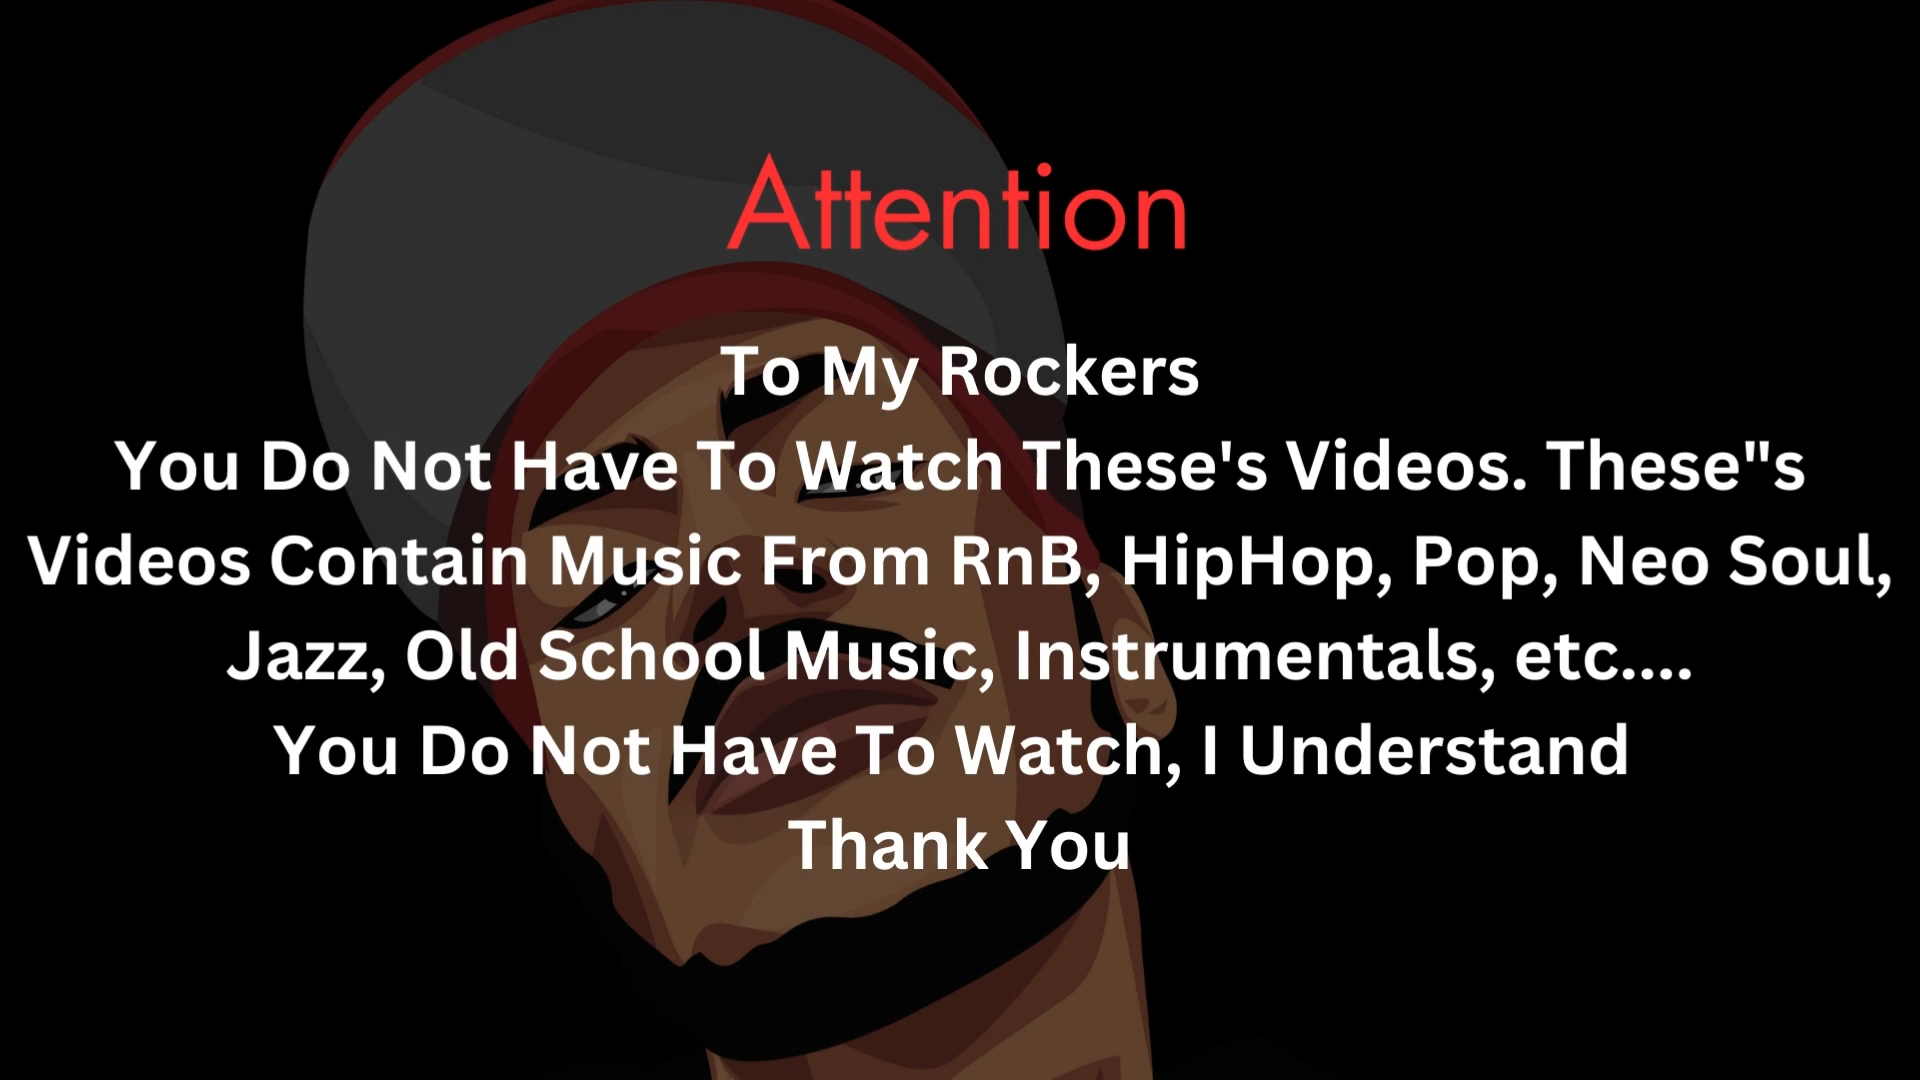 Attention
To My Rockers
You Do Not Have To Watch These's Videos. These"s
Videos Contain Music From RnB, HipHop, Pop, Neo Soul,
Jazz, Old School Music, Instrumentals, etc....
You Do Not Have To Watch, I Understand
Thank You